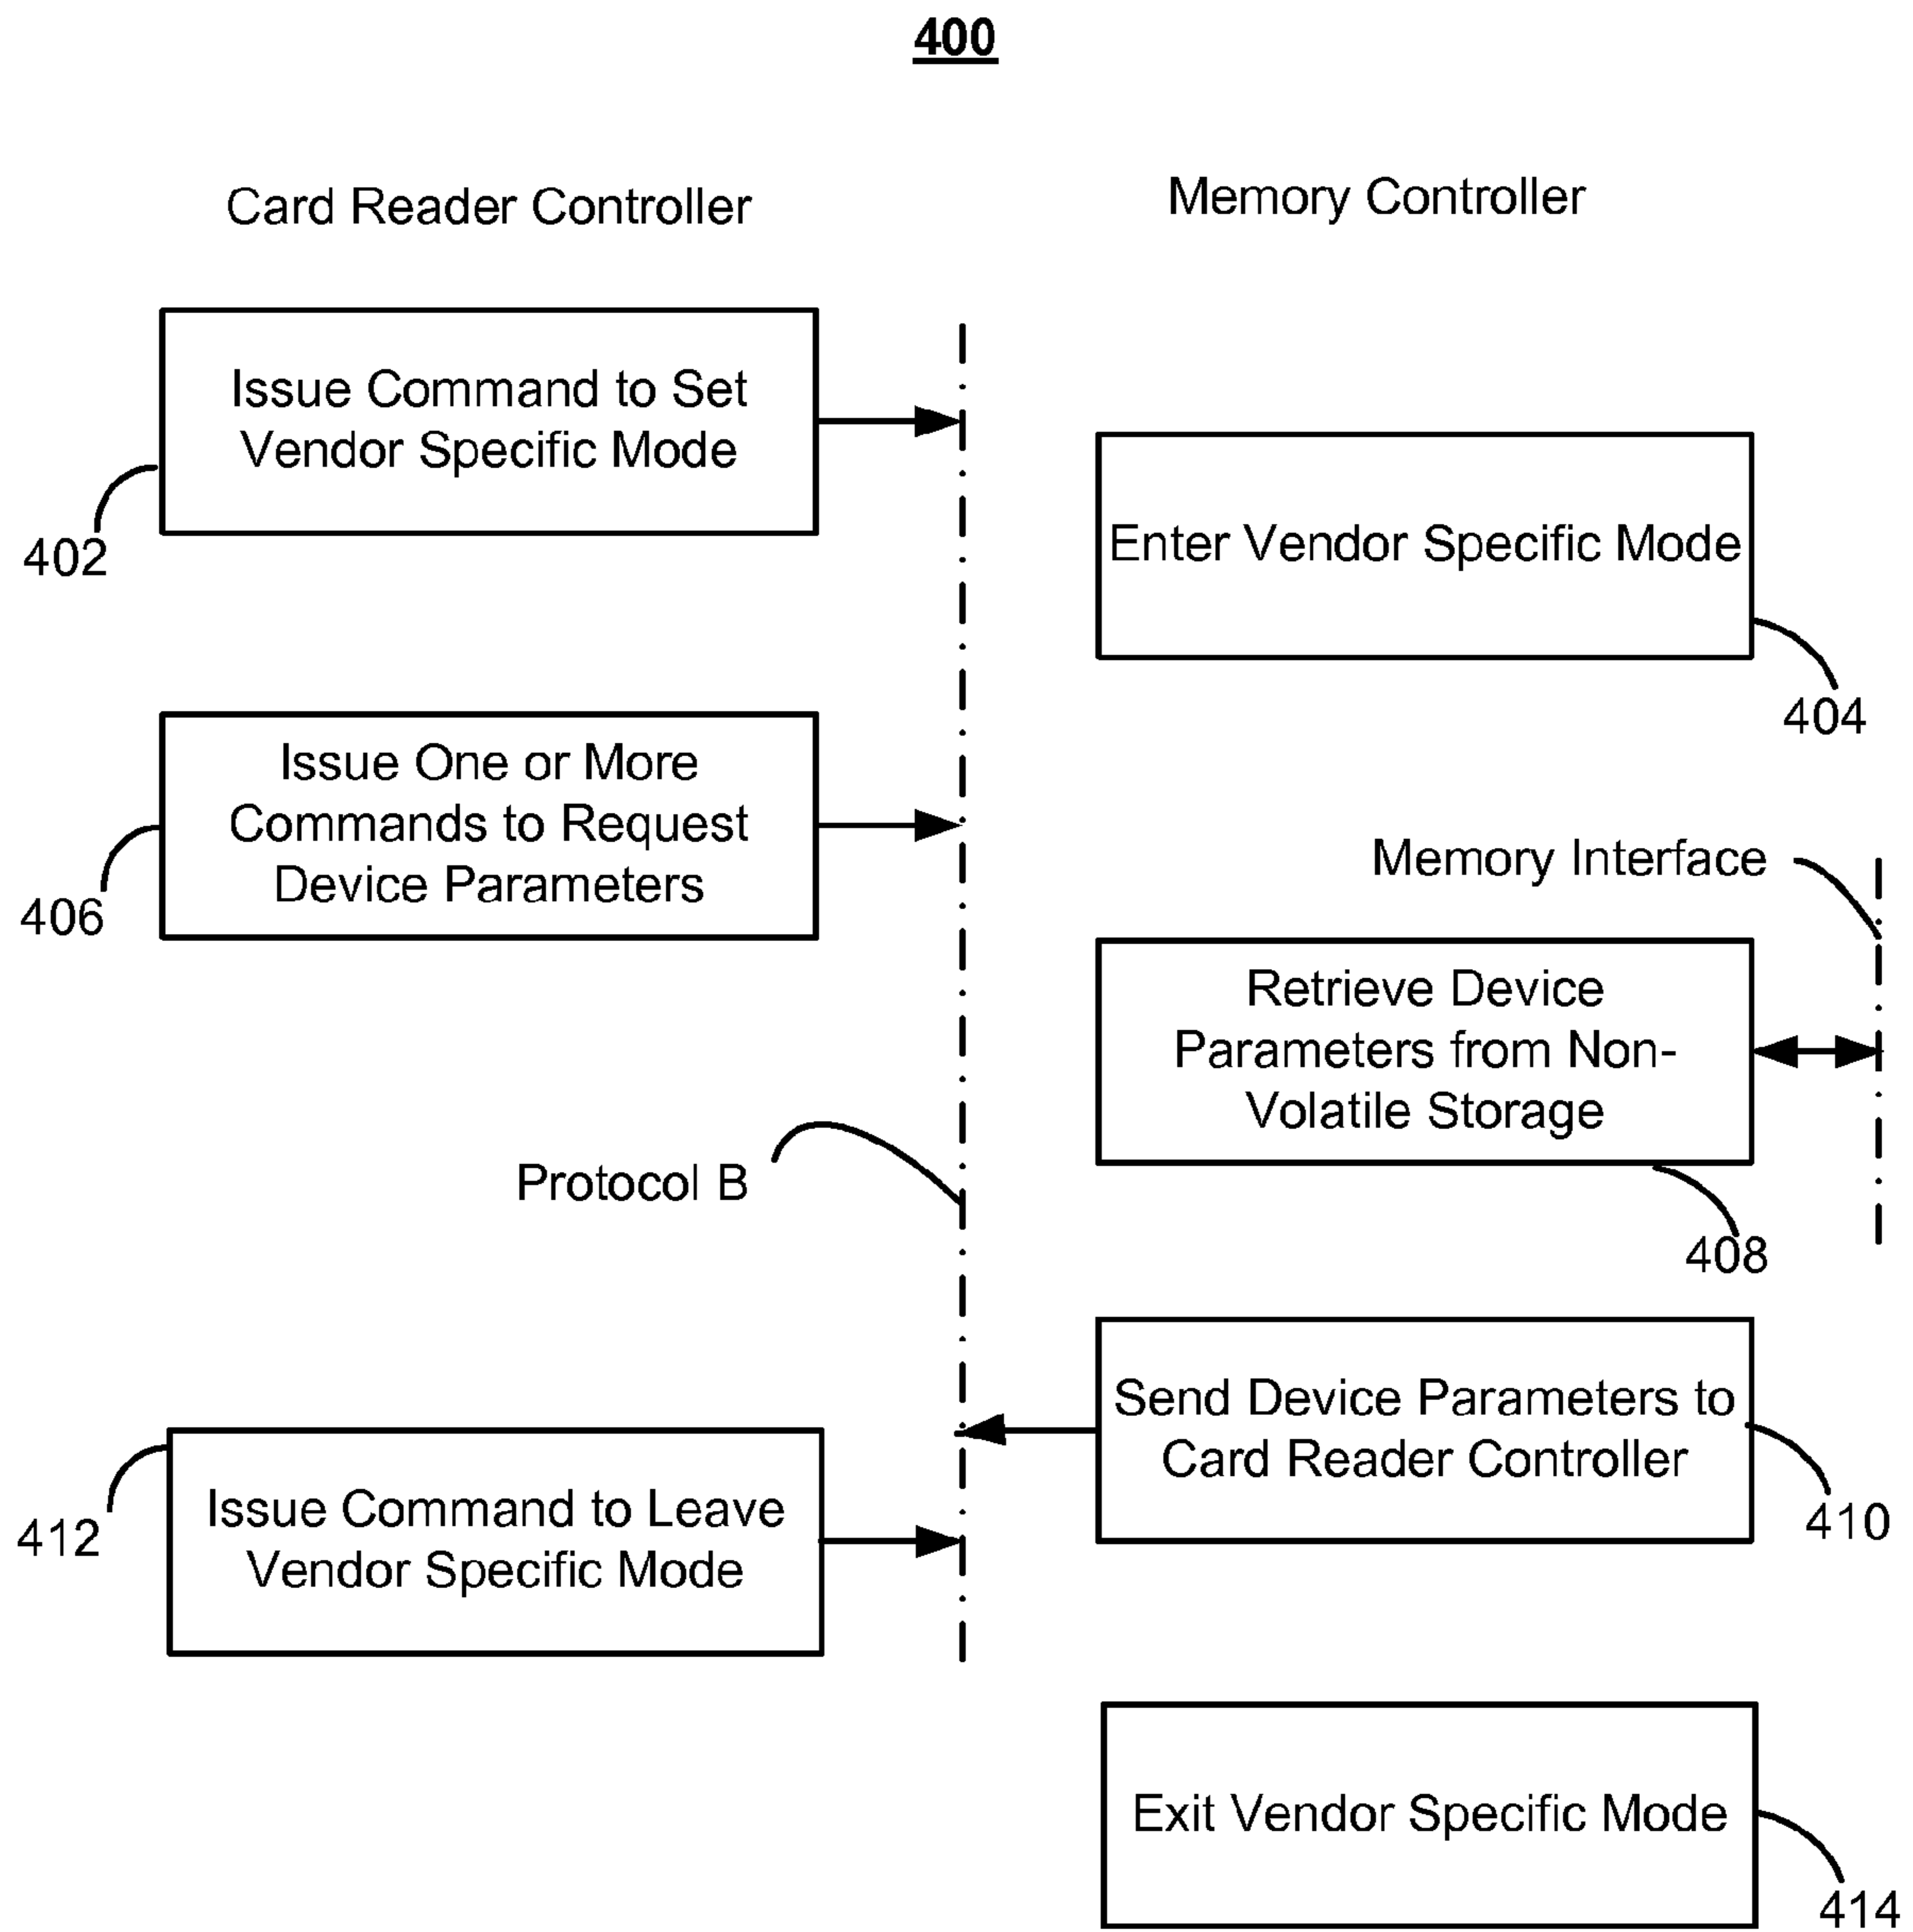 400
Card Reader Controller
Memory Controller
Issue Command to Set
Vendor Specific Mode
402
Enter Vendor Specific Mode
404
Issue One or More
Commands to Request
Device Parameters
406
Memory Interface
Retrieve Device
Parameters from Non-
Volatile Storage
408
Protocol B
Send Device Parameters to
Card Reader Controller
410
Issue Command to Leave
Vendor Specific Mode
412
Exit Vendor Specific Mode
414